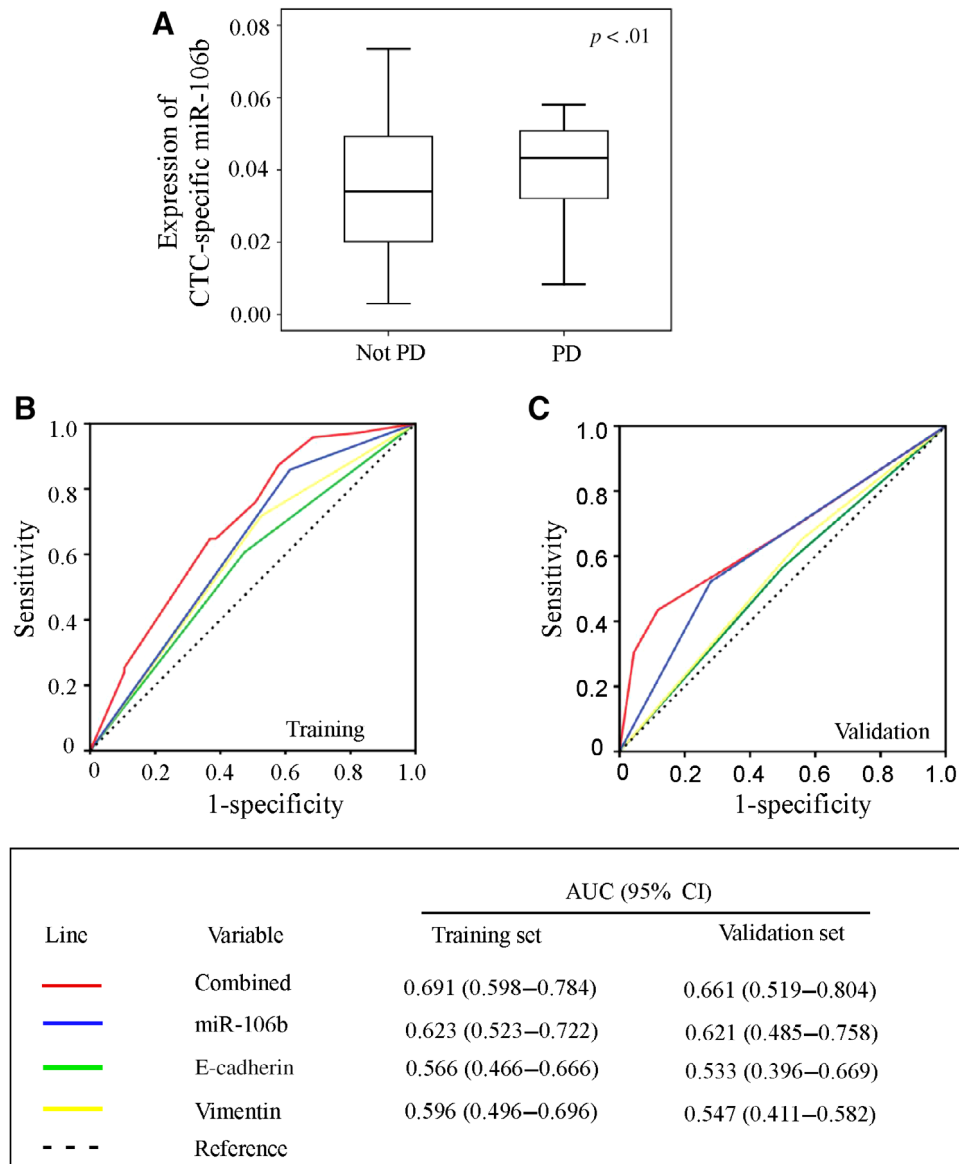 A
0.08
0.06
0.04
0.02
0.00
Expression of
CTC-specific miR-106b
p < .01
Not PD
PD
B
1.0
0.8
0.6
0.4
0.2
0
Sensitivity
Training
0 0.2 0.4 0.6 0.8 1.0
1-specificity
C
1.0
0.8
0.6
0.4
0.2
0
Sensitivity
Validation
0 0.2 0.4 0.6 0.8 1.0
1-specificity
AUC (95% CI)
Line Variable Training set Validation set
Combined 0.691 (0.598–0.784) 0.661 (0.519–0.804)
miR-106b 0.623 (0.523–0.722) 0.621 (0.485–0.758)
E-cadherin 0.566 (0.466–0.666) 0.533 (0.396–0.669)
Vimentin 0.596 (0.496–0.696) 0.547 (0.411–0.582)
Reference